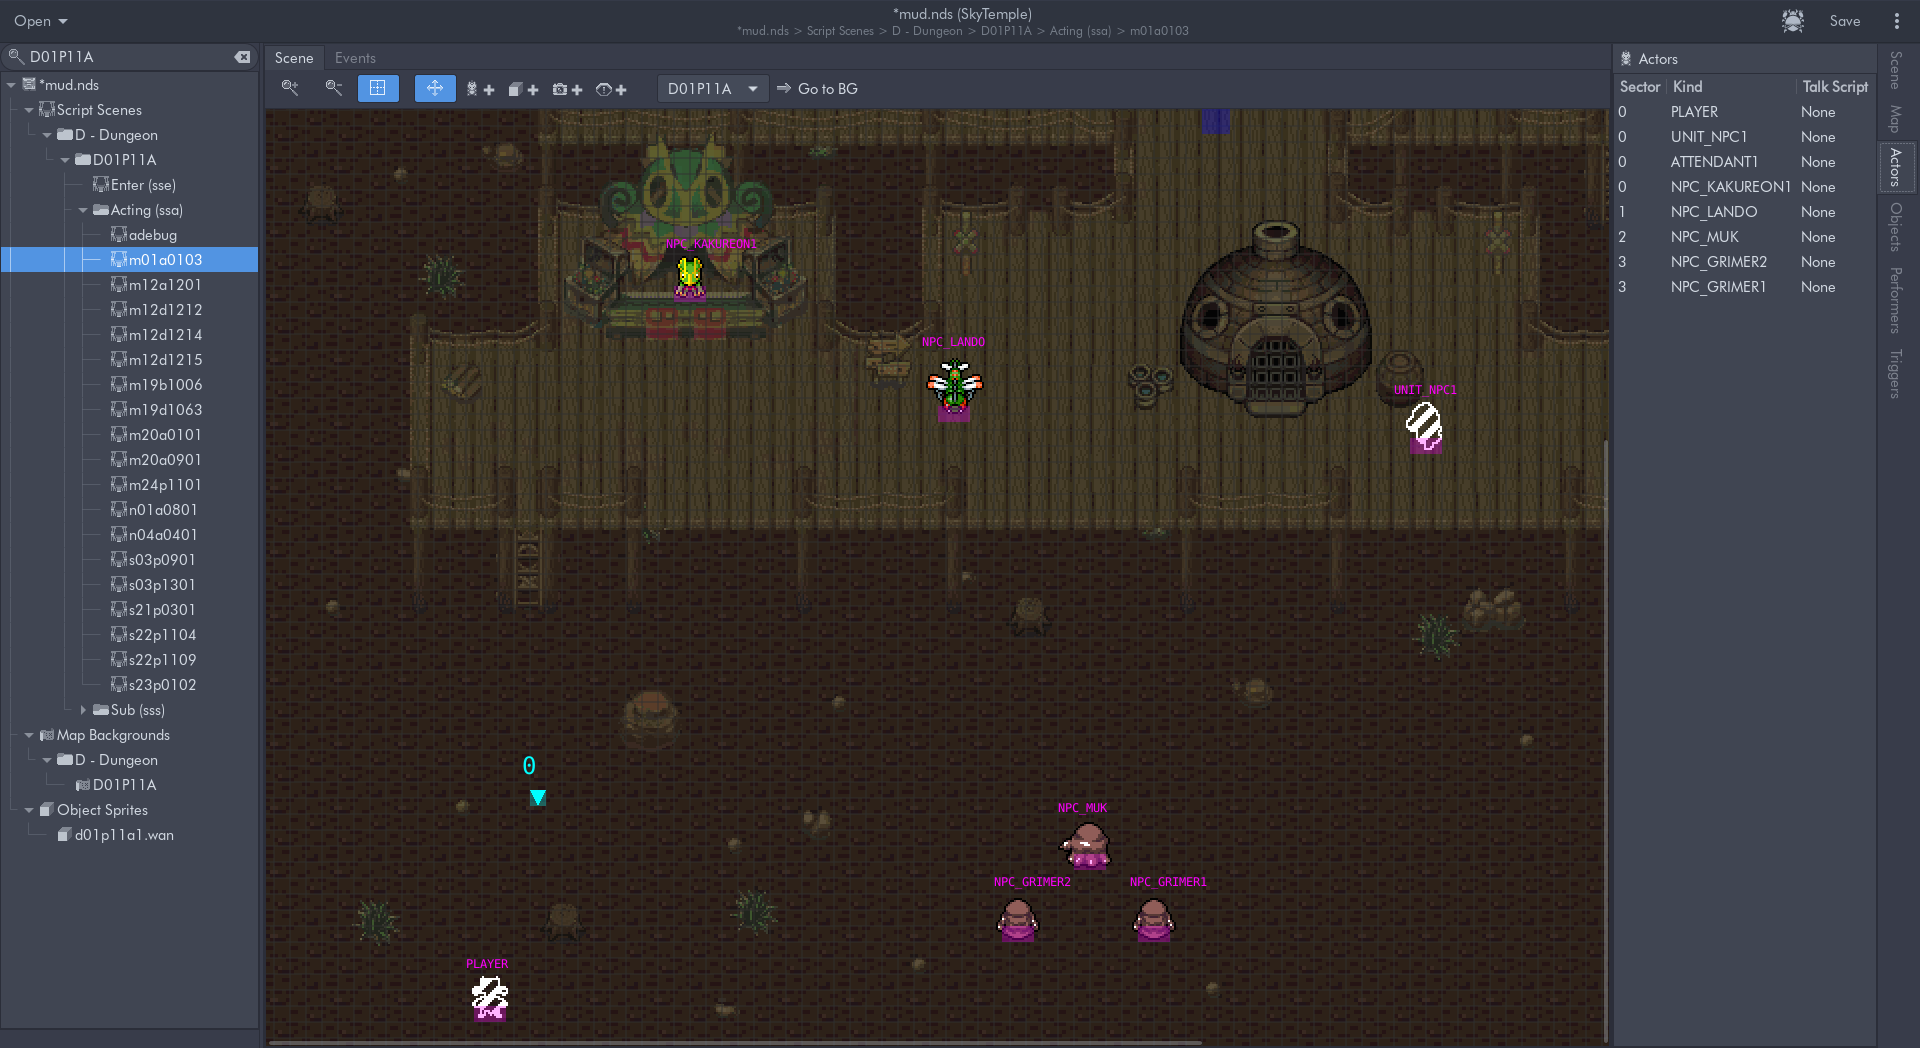 Open
*mud.nds (SkyTemple)
*mud.nds > Script Scenes > D - Dungeon > D01P11A > Acting (ssa) > m01a0103
Save
D01P11A
*mud.nds
Script Scenes
D - Dungeon
D01P11A
Enter (sse)
Acting (ssa)
adebug
m01a0103
m12a1201
m12d1212
m12d1214
m12d1215
m19b1006
m19d1063
m20a0101
m20a0901
m24p1101
n01a0801
n04a0401
s03p0901
s03p1301
s21p0301
s22p1104
s22p1109
s23p0102
Sub (sss)
Map Backgrounds
D - Dungeon
D01P11A
Object Sprites
d01p11a1.wan
Scene Events
D01P11A Go to BG
NPC_KAKUREON1
NPC_LANDO
UNIT_NPC1
0
NPC_MUK
NPC_GRIMER2 NPC_GRIMER1
PLAYER
Actors
Sector Kind Talk Script
0 PLAYER None
0 UNIT_NPC1 None
0 ATTENDANT1 None
0 NPC_KAKUREON1 None
1 NPC_LANDO None
2 NPC_MUK None
3 NPC_GRIMER2 None
3 NPC_GRIMER1 None
Scene
Map
Actors
Objects
Performers
Triggers